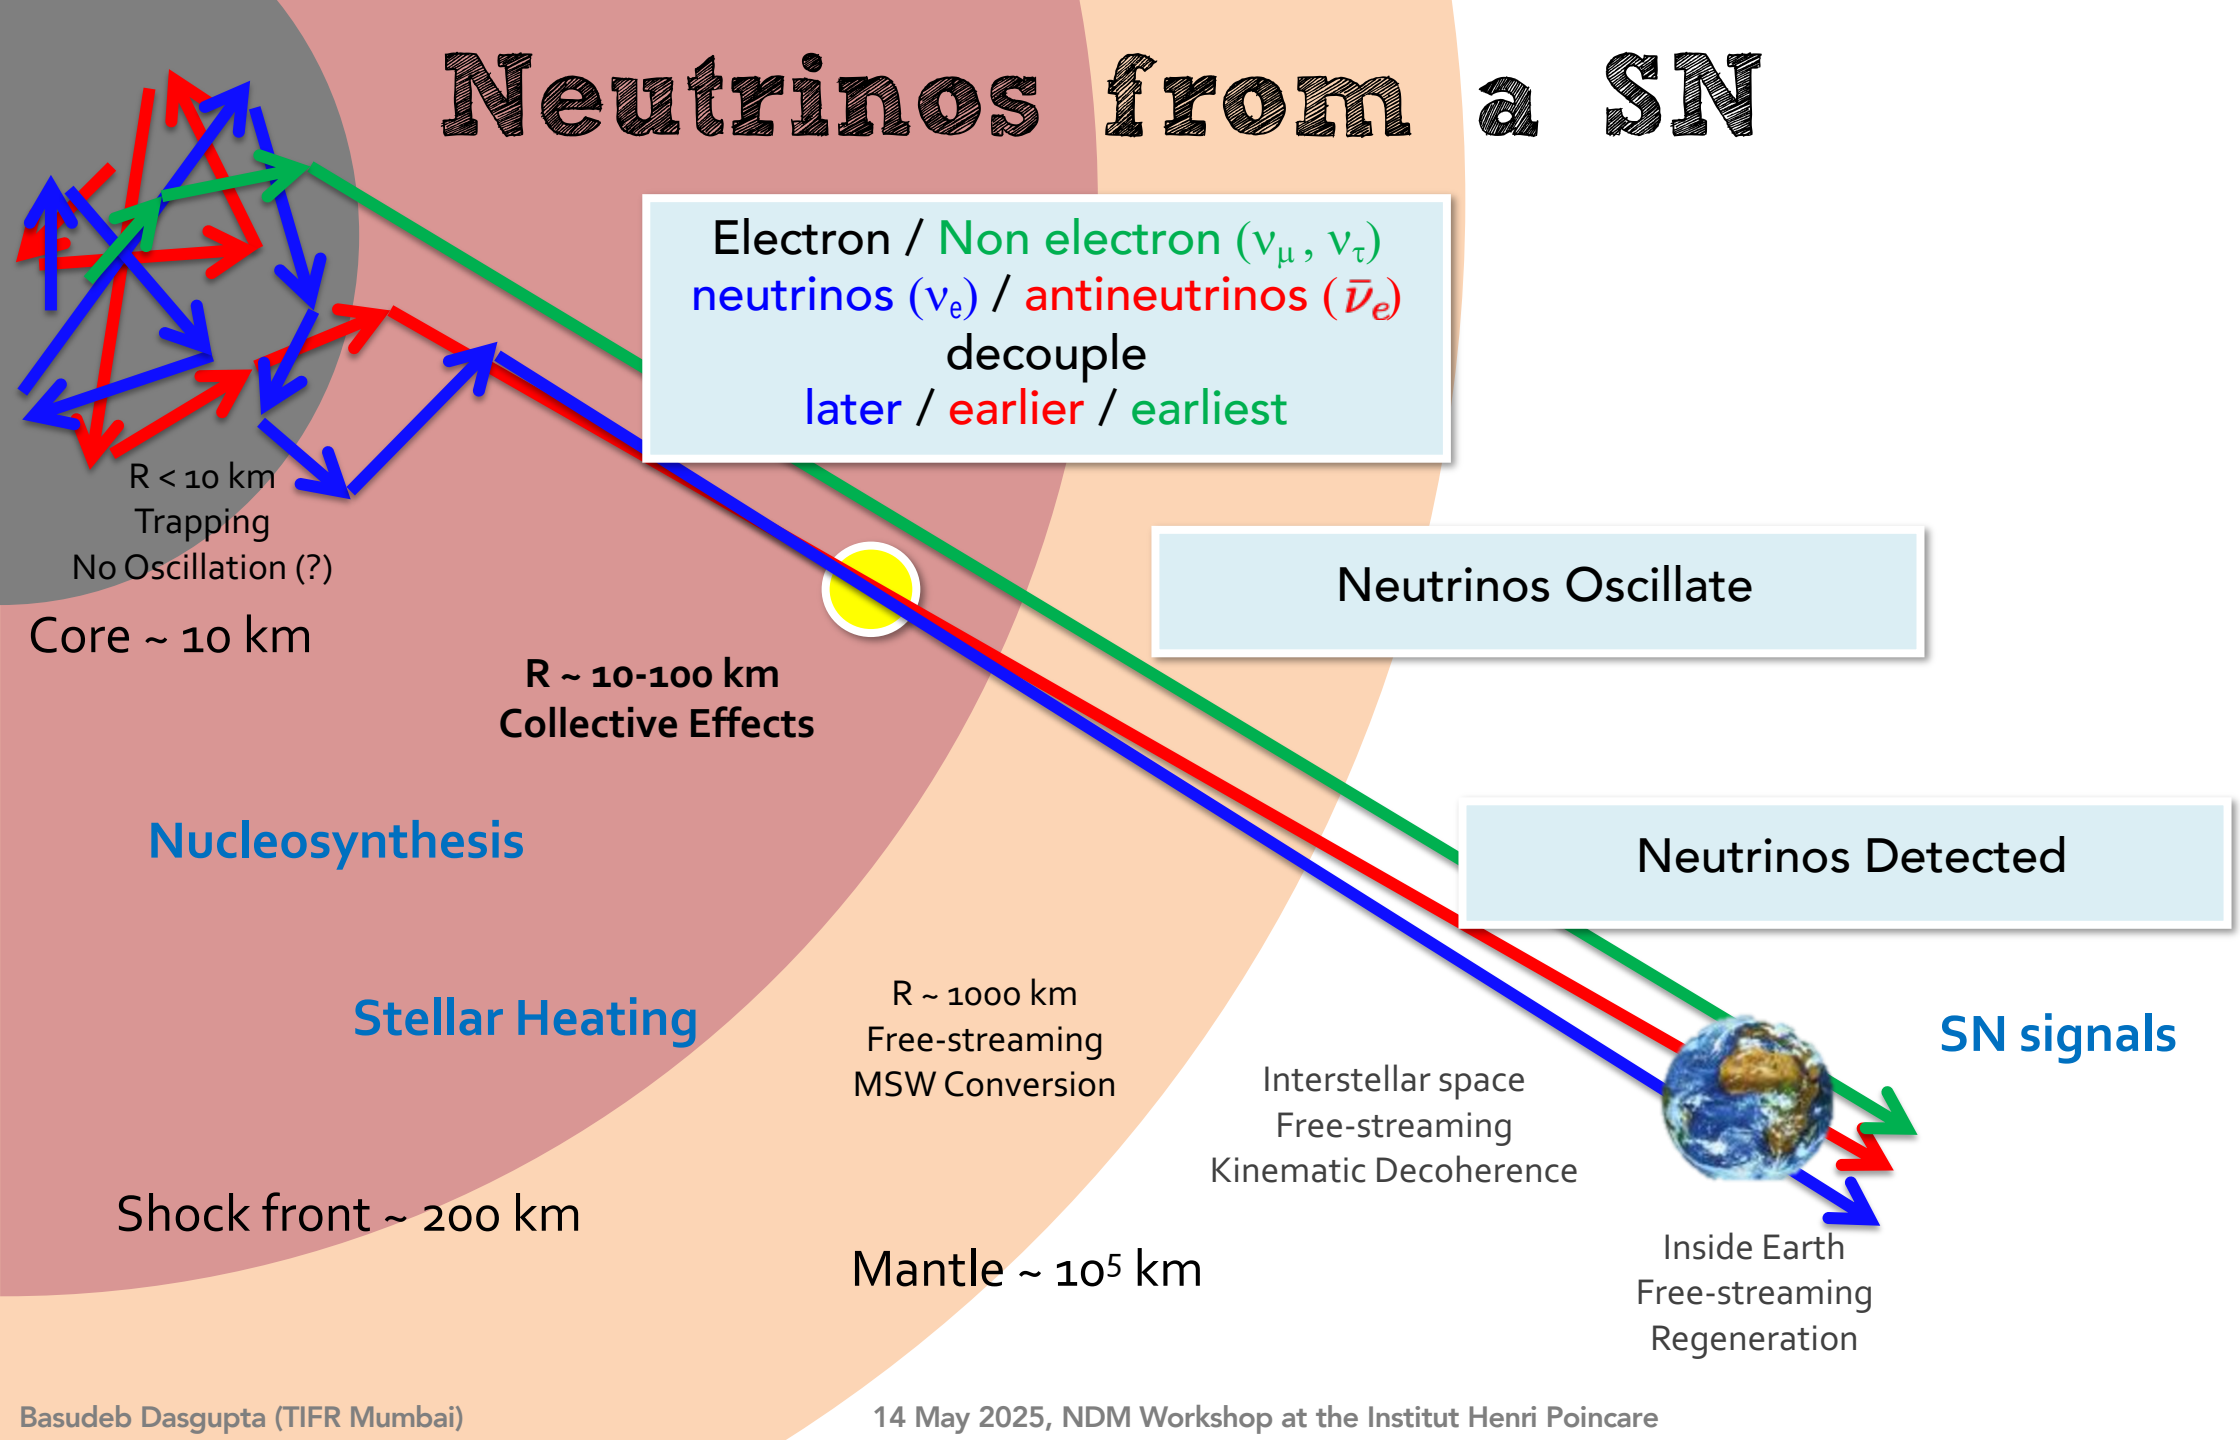 Neutrinos from a SN
Electron / Non electron (νμ , ντ)
neutrinos (νe) / antineutrinos (ν̄e)
decouple
later / earlier / earliest
R < 10 km
Trapping
No Oscillation (?)
Core ~ 10 km
Neutrinos Oscillate
R ~ 10-100 km
Collective Effects
Nucleosynthesis
Neutrinos Detected
Stellar Heating
R ~ 1000 km
Free-streaming
MSW Conversion
SN signals
Interstellar space
Free-streaming
Kinematic Decoherence
Shock front ~ 200 km
Mantle ~ 10⁵ km
Inside Earth
Free-streaming
Regeneration
Basudeb Dasgupta (TIFR Mumbai)
14 May 2025, NDM Workshop at the Institut Henri Poincare